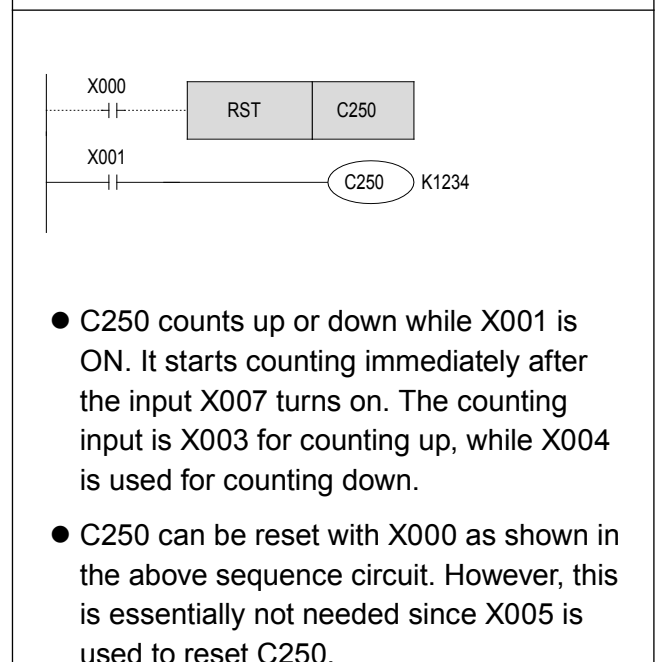 X000
RST C250
X001
C250 K1234
● C250 counts up or down while X001 is
ON. It starts counting immediately after
the input X007 turns on. The counting
input is X003 for counting up, while X004
is used for counting down.
● C250 can be reset with X000 as shown in
the above sequence circuit. However, this
is essentially not needed since X005 is
used to reset C250.